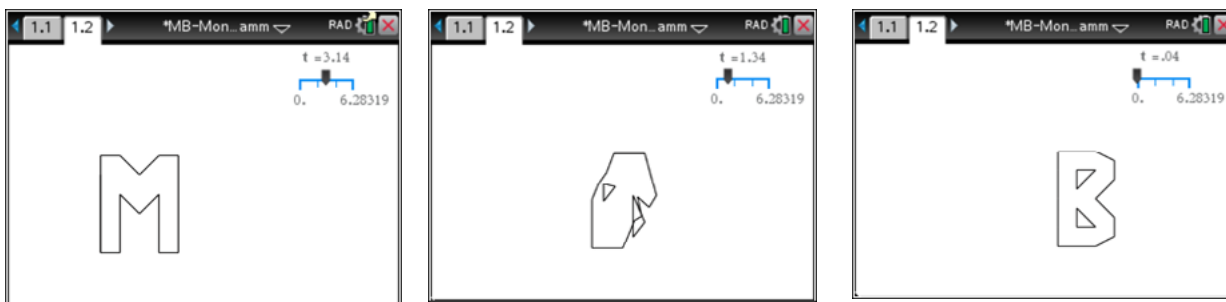 1.1 1.2 *MB-Mon…amm RAD
t =3.14
0. 6.28319
M
1.1 1.2 *MB-Mon…amm RAD
t =1.34
0. 6.28319
1.1 1.2 *MB-Mon…amm RAD
t =.04
0. 6.28319
B